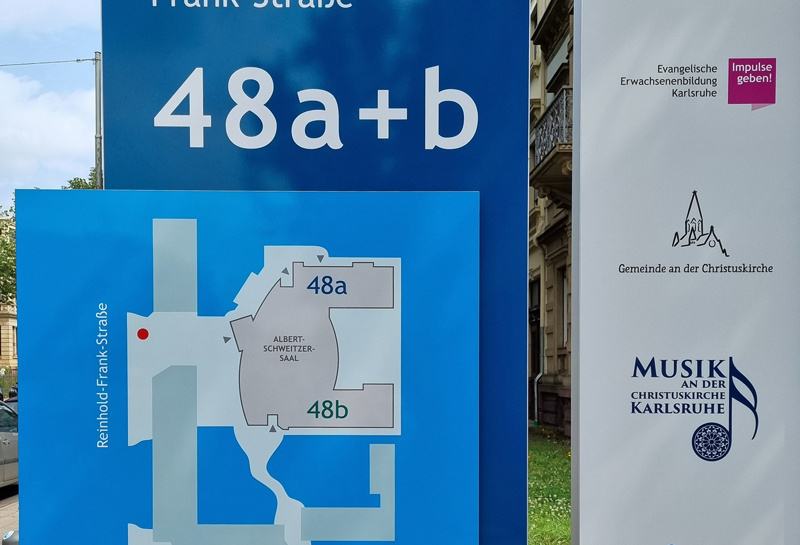 Frank-Straße
48a+b
Reinhold-Frank-Straße
48a
ALBERT-
SCHWEITZER-
SAAL
48b
Evangelische
Erwachsenenbildung
Karlsruhe
Impulse
geben!
Gemeinde an der Christuskirche
MUSIK
AN DER
CHRISTUSKIRCHE
KARLSRUHE